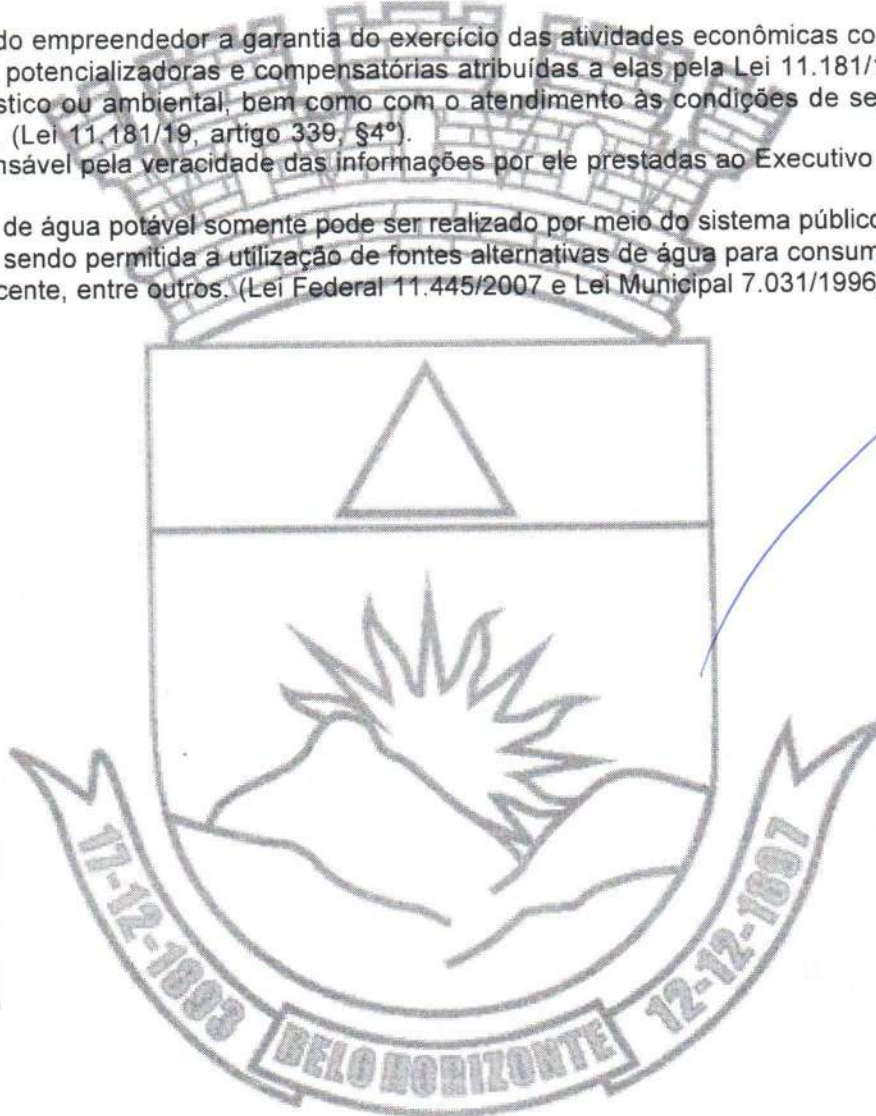 do empreendedor a garantia do exercício das atividades econômicas co
potencializadoras e compensatórias atribuídas a elas pela Lei 11.181/
stico ou ambiental, bem como com o atendimento às condições de se
(Lei 11.181/19, artigo 339, §4º).
nsável pela veracidade das informações por ele prestadas ao Executivo
de água potável somente pode ser realizado por meio do sistema público
sendo permitida a utilização de fontes alternativas de água para consum
cente, entre outros. (Lei Federal 11.445/2007 e Lei Municipal 7.031/1996
17-12-1893
BELO HORIZONTE
12-12-1897